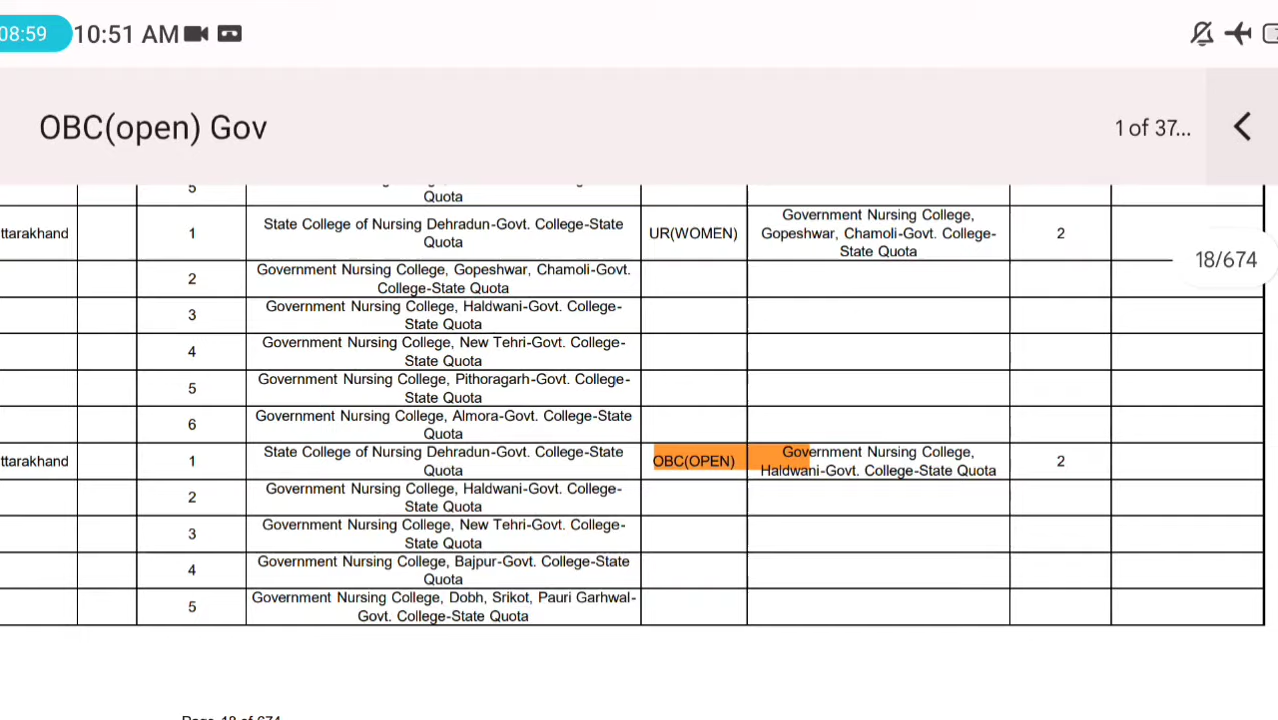 08:59 10:51 AM
OBC(open) Gov
1 of 37...
5
Quota
ttarakhand
1
State College of Nursing Dehradun-Govt. College-State
Quota
UR(WOMEN)
Government Nursing College,
Gopeshwar, Chamoli-Govt. College-
State Quota
2
18/674
2
Government Nursing College, Gopeshwar, Chamoli-Govt.
College-State Quota
3
Government Nursing College, Haldwani-Govt. College-
State Quota
4
Government Nursing College, New Tehri-Govt. College-
State Quota
5
Government Nursing College, Pithoragarh-Govt. College-
State Quota
6
Government Nursing College, Almora-Govt. College-State
Quota
ttarakhand
1
State College of Nursing Dehradun-Govt. College-State
Quota
OBC(OPEN)
Government Nursing College,
Haldwani-Govt. College-State Quota
2
2
Government Nursing College, Haldwani-Govt. College-
State Quota
3
Government Nursing College, New Tehri-Govt. College-
State Quota
4
Government Nursing College, Bajpur-Govt. College-State
Quota
5
Government Nursing College, Dobh, Srikot, Pauri Garhwal-
Govt. College-State Quota
Page 18 of 674